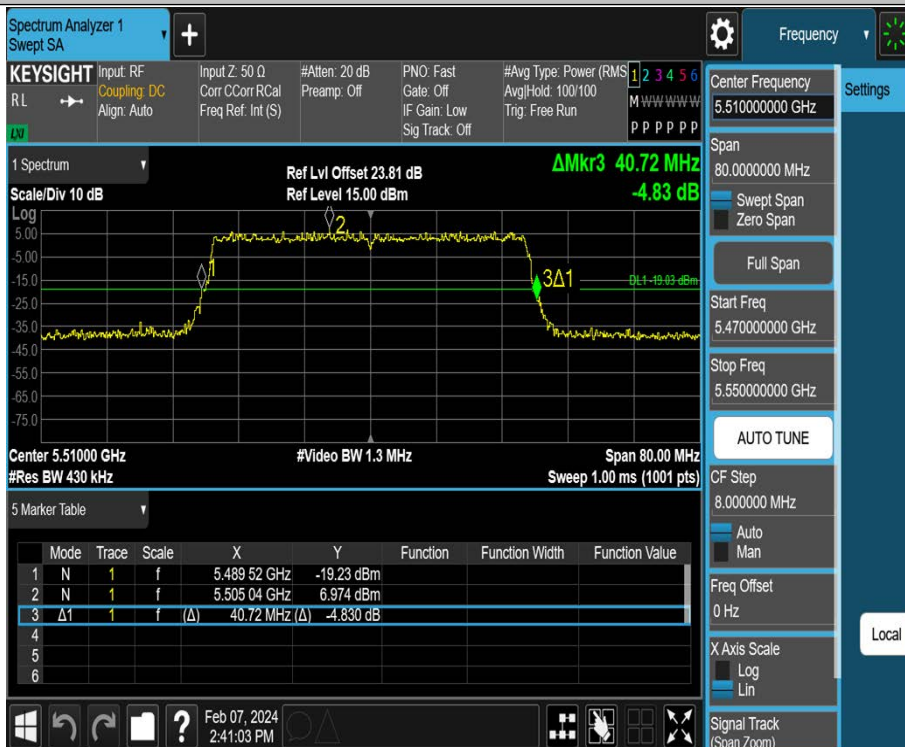 Spectrum Analyzer 1
Swept SA
+
Frequency
KEYSIGHT
RL
LXI
Input: RF
Coupling: DC
Align: Auto
Input Z: 50 Ω
Corr CCorr RCal
Freq Ref: Int (S)
#Atten: 20 dB
Preamp: Off
PNO: Fast
Gate: Off
IF Gain: Low
Sig Track: Off
#Avg Type: Power (RMS
Avg|Hold: 100/100
Trig: Free Run
1 2 3 4 5 6
M W W W W W
P P P P P P
1 Spectrum
Scale/Div 10 dB
Ref Lvl Offset 23.81 dB
Ref Level 15.00 dBm
ΔMkr3 40.72 MHz
-4.83 dB
Log
5.00
-5.00
-15.0
-25.0
-35.0
-45.0
-55.0
-65.0
-75.0
1
2
3Δ1
DL1 -19.03 dBm
Center 5.51000 GHz
#Res BW 430 kHz
#Video BW 1.3 MHz
Span 80.00 MHz
Sweep 1.00 ms (1001 pts)
5 Marker Table
Mode Trace Scale X Y Function Function Width Function Value
1 N 1 f 5.489 52 GHz -19.23 dBm
2 N 1 f 5.505 04 GHz 6.974 dBm
3 Δ1 1 f (Δ) 40.72 MHz (Δ) -4.830 dB
4
5
6
?
Feb 07, 2024
2:41:03 PM
Center Frequency
5.510000000 GHz
Span
80.0000000 MHz
Swept Span
Zero Span
Full Span
Start Freq
5.470000000 GHz
Stop Freq
5.550000000 GHz
AUTO TUNE
CF Step
8.000000 MHz
Auto
Man
Freq Offset
0 Hz
X Axis Scale
Log
Lin
Signal Track
(Span Zoom)
Settings
Local